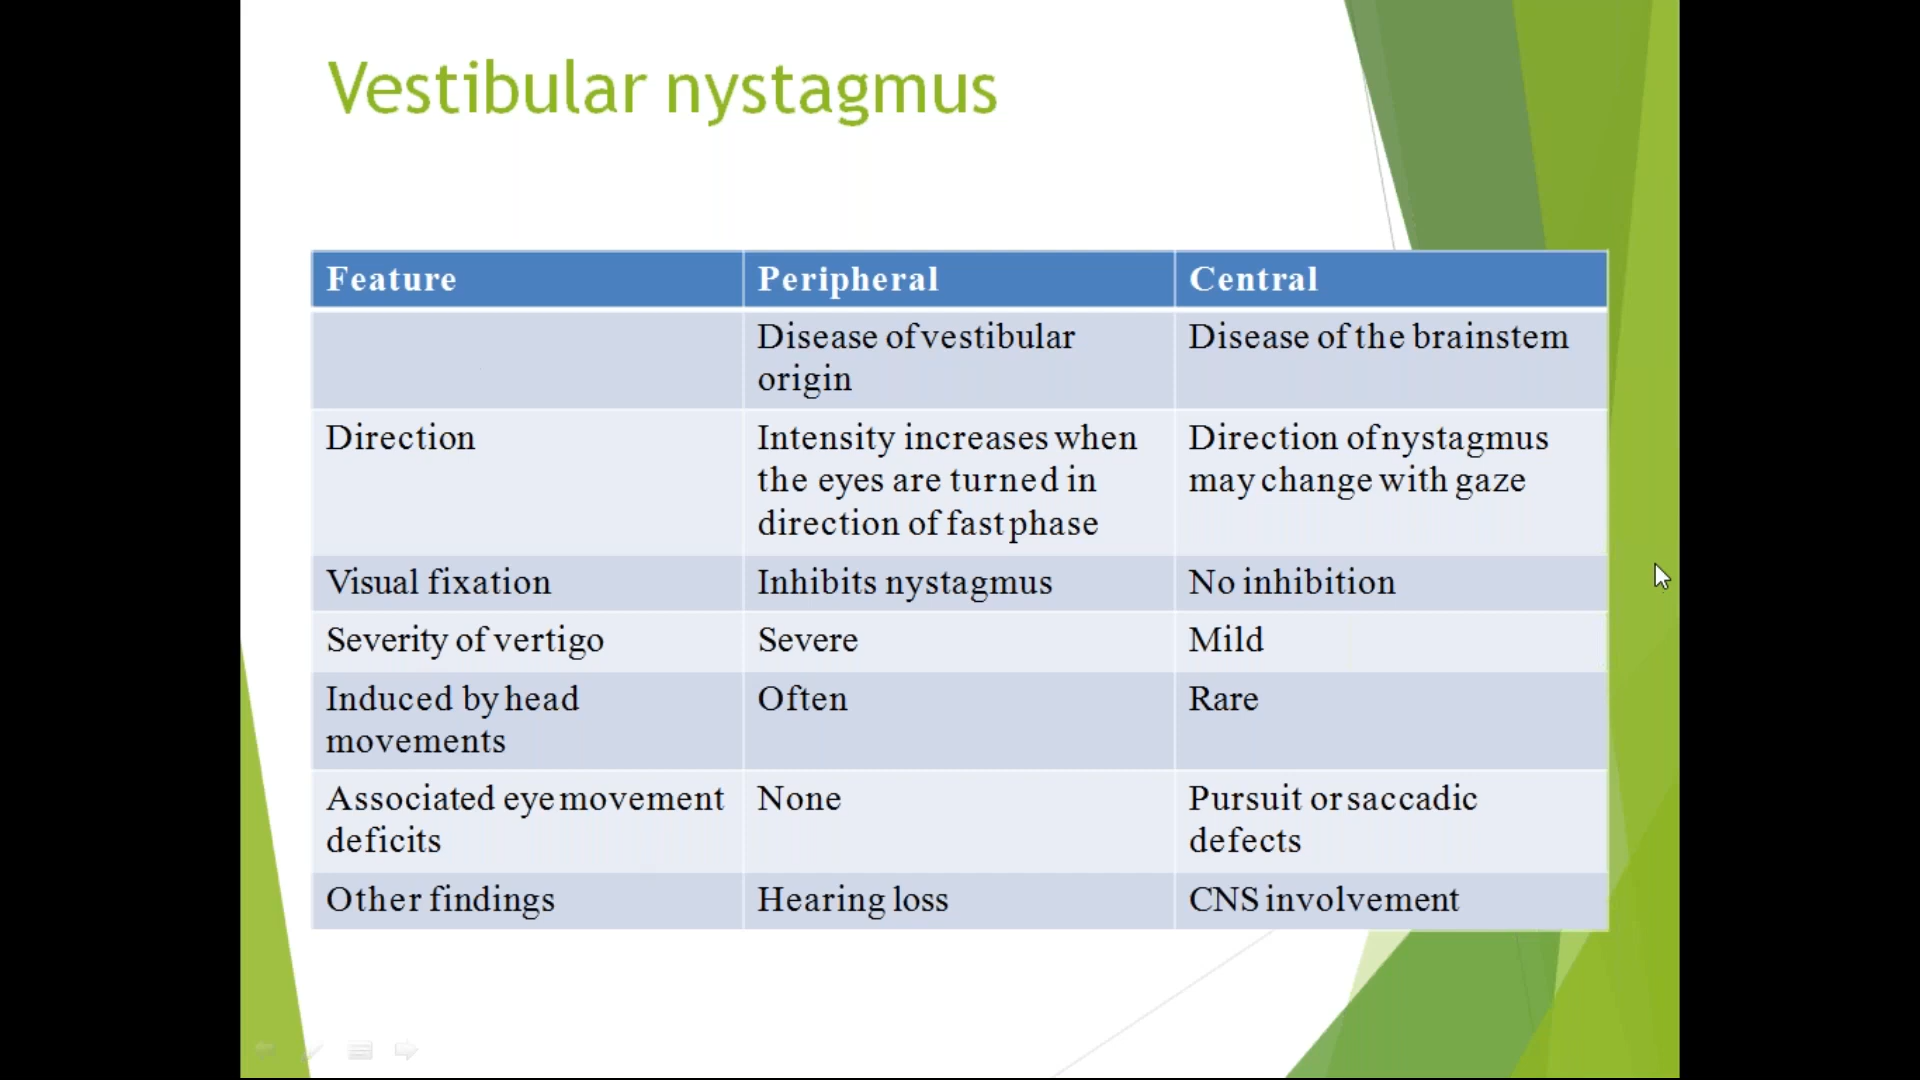 Vestibular nystagmus
Feature Peripheral Central
Disease of vestibular origin Disease of the brainstem
Direction Intensity increases when the eyes are turned in direction of fast phase Direction of nystagmus may change with gaze
Visual fixation Inhibits nystagmus No inhibition
Severity of vertigo Severe Mild
Induced by head movements Often Rare
Associated eye movement deficits None Pursuit or saccadic defects
Other findings Hearing loss CNS involvement